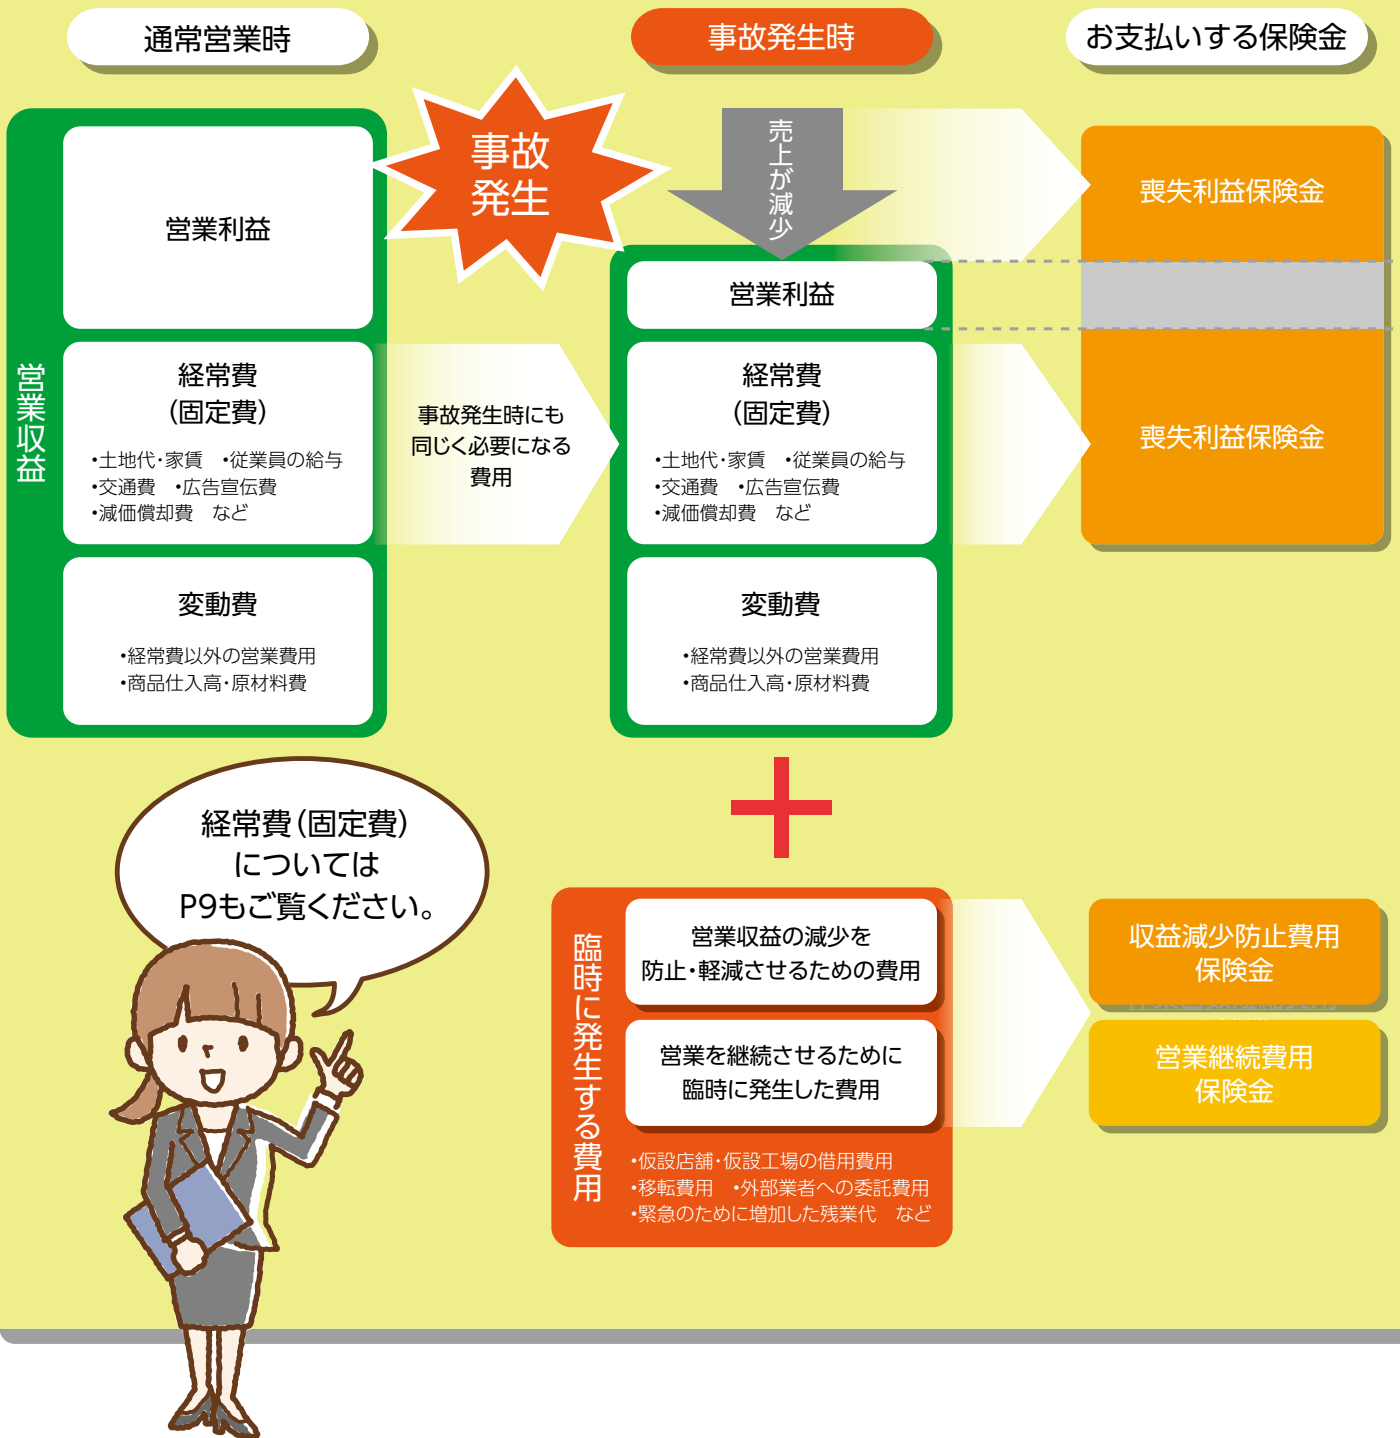 通常営業時
事故発生時
お支払いする保険金
営業収益
営業利益
経常費
(固定費)
•土地代･家賃　•従業員の給与
•交通費　•広告宣伝費
•減価償却費　など
変動費
•経常費以外の営業費用
•商品仕入高･原材料費
事故
発生
事故発生時にも
同じく必要になる
費用
売上が減少
営業利益
経常費
(固定費)
•土地代･家賃　•従業員の給与
•交通費　•広告宣伝費
•減価償却費　など
変動費
•経常費以外の営業費用
•商品仕入高･原材料費
喪失利益保険金
喪失利益保険金
経常費(固定費)
については
P9もご覧ください。
臨時に発生する費用
営業収益の減少を
防止･軽減させるための費用
営業を継続させるために
臨時に発生した費用
•仮設店舗･仮設工場の借用費用
•移転費用　•外部業者への委託費用
•緊急のために増加した残業代　など
収益減少防止費用
保険金
営業継続費用
保険金